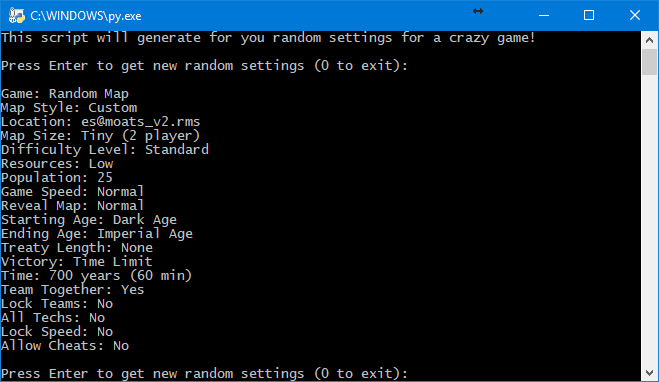 C:\WINDOWS\py.exe
This script will generate for you random settings for a crazy game!
Press Enter to get new random settings (0 to exit):
Game: Random Map
Map Style: Custom
Location: es@moats_v2.rms
Map Size: Tiny (2 player)
Difficulty Level: Standard
Resources: Low
Population: 25
Game Speed: Normal
Reveal Map: Normal
Starting Age: Dark Age
Ending Age: Imperial Age
Treaty Length: None
Victory: Time Limit
Time: 700 years (60 min)
Team Together: Yes
Lock Teams: No
All Techs: No
Lock Speed: No
Allow Cheats: No
Press Enter to get new random settings (0 to exit):